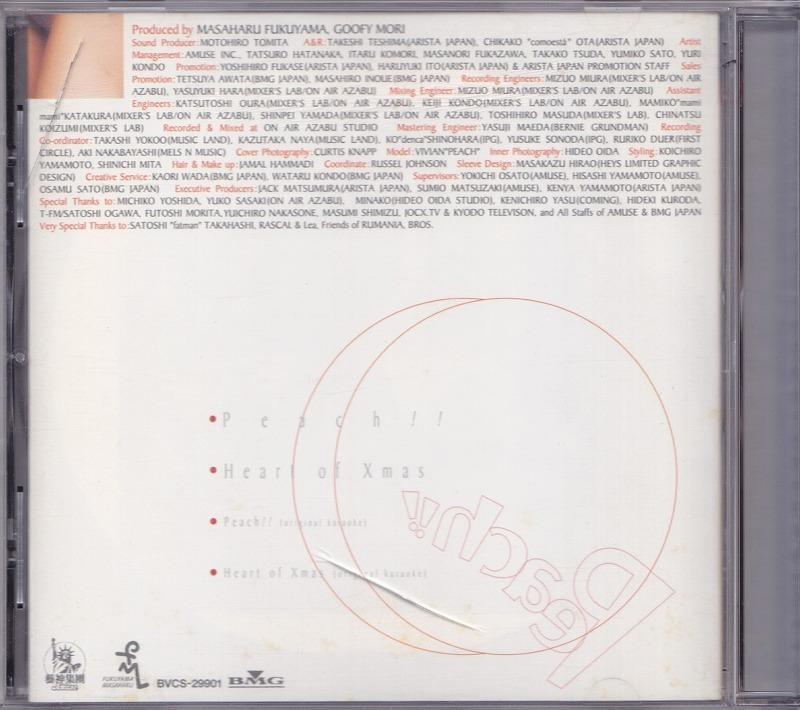 Produced by MASAHARU FUKUYAMA, GOOFY MORI
Sound Producer:MOTOHIRO TOMITA A&R:TAKESHI TESHIMA(ARISTA JAPAN), CHIKAKO "comoestá" OTA(ARISTA JAPAN) Artist
Management:AMUSE INC., TATSURO HATANAKA, ITARU KOMORI, MASANORI FUKAZAWA, TAKAKO TSUDA, YUMIKO SATO, YURI
KONDO Promotion:YOSHIHIRO FUKASE(ARISTA JAPAN), HARUYUKI ITO(ARISTA JAPAN) & ARISTA JAPAN PROMOTION STAFF Sales
Promotion:TETSUYA AWATA(BMG JAPAN), MASAHIRO INOUE(BMG JAPAN) Recording Engineers:MIZUO MIURA(MIXER'S LAB/ON AIR
AZABU), YASUYUKI HARA(MIXER'S LAB/ON AIR AZABU) Mixing Engineer:MIZUO MIURA(MIXER'S LAB/ON AIR AZABU) Assistant
Engineers:KATSUTOSHI OURA(MIXER'S LAB/ON AIR AZABU), KEIJI KONDO(MIXER'S LAB/ON AIR AZABU), MAMIKO"mami
mami"KATAKURA(MIXER'S LAB/ON AIR AZABU), SHINPEI YAMADA(MIXER'S LAB/ON AIR AZABU), TOSHIHIRO MASUDA(MIXER'S LAB), CHINATSU
KOIZUMI(MIXER'S LAB) Recorded & Mixed at ON AIR AZABU STUDIO Mastering Engineer:YASUJI MAEDA(BERNIE GRUNDMAN) Recording
Co-ordinator:TAKASHI YOKOO(MUSIC LAND), KAZUTAKA NAYA(MUSIC LAND), KO"denca"SHINOHARA(IPG), YUSUKE SONODA(IPG), RURIKO DUER(FIRST
CIRCLE), AKI NAKABAYASHI(MELS N MUSIC) Cover Photography:CURTIS KNAPP Model:VIVIAN"PEACH" Inner Photography:HIDEO OIDA Styling:KOICHIRO
YAMAMOTO, SHINICHI MITA Hair & Make up:JAMAL HAMMADI Coordinate:RUSSEL JOHNSON Sleeve Design:MASAKAZU HIRAO(HEYS LIMITED GRAPHIC
DESIGN) Creative Service:KAORI WADA(BMG JAPAN), WATARU KONDO(BMG JAPAN) Supervisors:YOKICHI OSATO(AMUSE), HISASHI YAMAMOTO(AMUSE),
OSAMU SATO(BMG JAPAN) Executive Producers:JACK MATSUMURA(ARISTA JAPAN), SUMIO MATSUZAKI(AMUSE), KENYA YAMAMOTO(ARISTA JAPAN)
Special Thanks to:MICHIKO YOSHIDA, YUKO SASAKI(ON AIR AZABU), MINAKO(HIDEO OIDA STUDIO), KENICHIRO YASU(COMING), HIDEKI KURODA,
T-FM/SATOSHI OGAWA, FUTOSHI MORITA,YUICHIRO NAKASONE, MASUMI SHIMIZU, JOCX.TV & KYODO TELEVISON, and All Staffs of AMUSE & BMG JAPAN
Very Special Thanks to:SATOSHI "fatman" TAKAHASHI, RASCAL & Lea, Friends of RUMANIA, BROS.
• Peach!!
• Heart of Xmas
• Peach!! (original karaoke)
• Heart of Xmas (original karaoke)
Peach!!
藝神集團
FUKUYAMA
MASAHARU
BVCS-29901 BMG